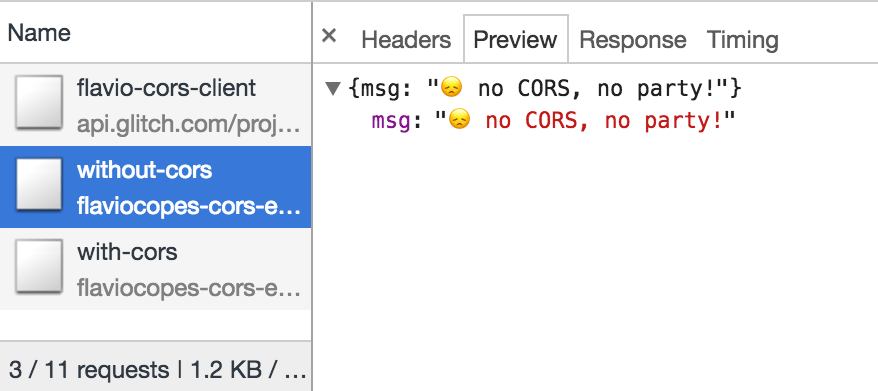 Name
× Headers Preview Response Timing
flavio-cors-client
api.glitch.com/proj…
without-cors
flaviocopes-cors-e…
with-cors
flaviocopes-cors-e…
3 / 11 requests | 1.2 KB / …
▼ {msg: "😞 no CORS, no party!"}
msg: "😞 no CORS, no party!"